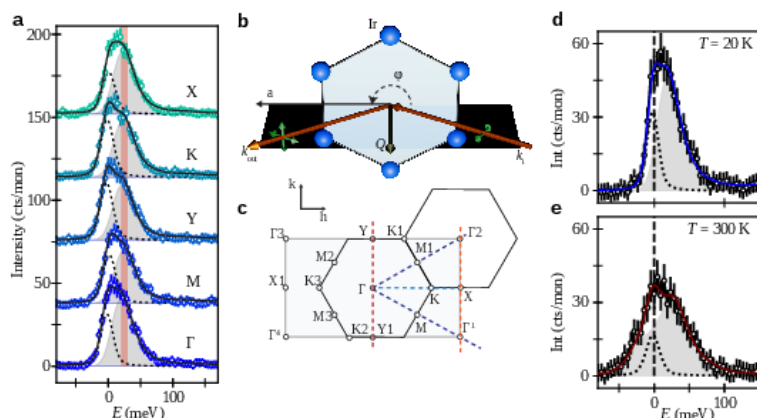 a
200
150
100
50
0
Intensity (cts/mon)
X
K
Y
M
Γ
0
100
E (meV)
b
Ir
φ
a
Q
k_out
k_i
c
k
h
Γ3
Y
K1
Γ2
M2
M1
X1
K3
Γ
K
X
M3
M
K2
Y1
Γ¹
d
T = 20 K
60
30
0
Int (cts/mon)
e
T = 300 K
60
30
0
Int (cts/mon)
0
100
E (meV)